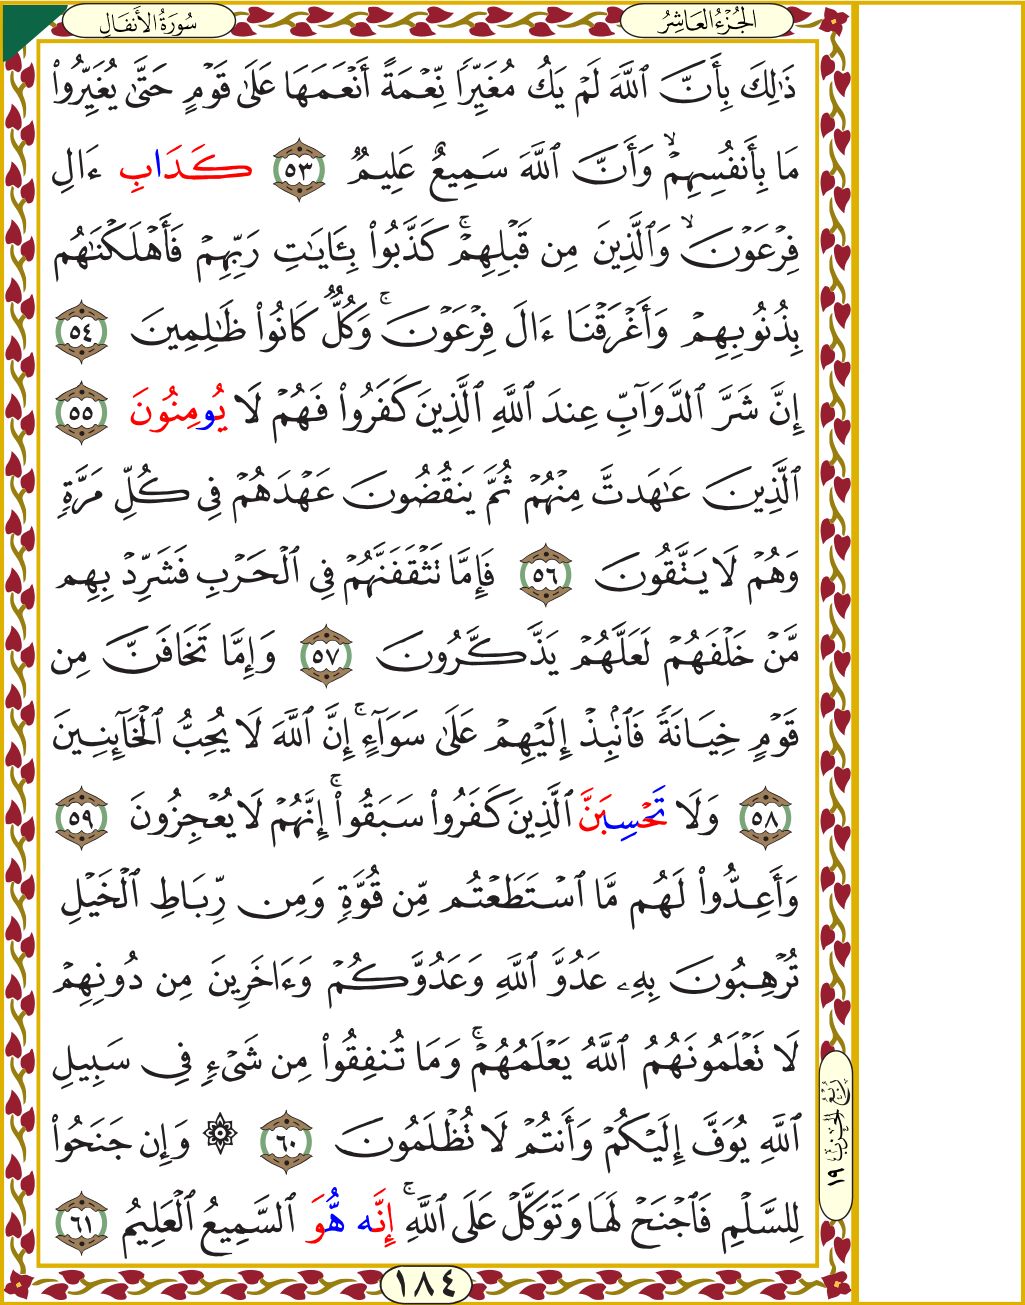 الجُزْءُ العَاشِرُ
سُورَةُ الأَنفَالِ
ذَٰلِكَ بِأَنَّ ٱللَّهَ لَمۡ يَكُ مُغَيِّرٗا نِّعۡمَةً أَنۡعَمَهَا عَلَىٰ قَوۡمٍ حَتَّىٰ يُغَيِّرُواْ
مَا بِأَنفُسِهِمۡۙ وَأَنَّ ٱللَّهَ سَمِيعٌ عَلِيمٞ ٥٣ كَدَابِ ءَالِ
فِرۡعَوۡنَۙ وَٱلَّذِينَ مِن قَبۡلِهِمۡۚ كَذَّبُواْ بِـَٔايَٰتِ رَبِّهِمۡ فَأَهۡلَكۡنَٰهُم
بِذُنُوبِهِمۡ وَأَغۡرَقۡنَا ءَالَ فِرۡعَوۡنَۚ وَكُلّٞ كَانُواْ ظَٰلِمِينَ ٥٤
إِنَّ شَرَّ ٱلدَّوَآبِّ عِندَ ٱللَّهِ ٱلَّذِينَ كَفَرُواْ فَهُمۡ لَا يُومِنُونَ ٥٥
ٱلَّذِينَ عَٰهَدتَّ مِنۡهُمۡ ثُمَّ يَنقُضُونَ عَهۡدَهُمۡ فِي كُلِّ مَرَّةٖ
وَهُمۡ لَا يَتَّقُونَ ٥٦ فَإِمَّا تَثۡقَفَنَّهُمۡ فِي ٱلۡحَرۡبِ فَشَرِّدۡ بِهِم
مَّنۡ خَلۡفَهُمۡ لَعَلَّهُمۡ يَذَّكَّرُونَ ٥٧ وَإِمَّا تَخَافَنَّ مِن
قَوۡمٍ خِيَانَةٗ فَٱنۢبِذۡ إِلَيۡهِمۡ عَلَىٰ سَوَآءٍۚ إِنَّ ٱللَّهَ لَا يُحِبُّ ٱلۡخَآئِنِينَ
٥٨ وَلَا تَحۡسِبَنَّ ٱلَّذِينَ كَفَرُواْ سَبَقُوٓاْۚ إِنَّهُمۡ لَا يُعۡجِزُونَ ٥٩
وَأَعِدُّواْ لَهُم مَّا ٱسۡتَطَعۡتُم مِّن قُوَّةٖ وَمِن رِّبَاطِ ٱلۡخَيۡلِ
تُرۡهِبُونَ بِهِۦ عَدُوَّ ٱللَّهِ وَعَدُوَّكُمۡ وَءَاخَرِينَ مِن دُونِهِمۡ
لَا تَعۡلَمُونَهُمُ ٱللَّهُ يَعۡلَمُهُمۡۚ وَمَا تُنفِقُواْ مِن شَيۡءٖ فِي سَبِيلِ
ٱللَّهِ يُوَفَّ إِلَيۡكُمۡ وَأَنتُمۡ لَا تُظۡلَمُونَ ٦٠ ۞ وَإِن جَنَحُواْ
لِلسَّلۡمِ فَٱجۡنَحۡ لَهَا وَتَوَكَّلۡ عَلَى ٱللَّهِۚ إِنَّه هُّوَ ٱلسَّمِيعُ ٱلۡعَلِيمُ ٦١
رُبْعُ الحِزْبِ ١٩
١٨٤